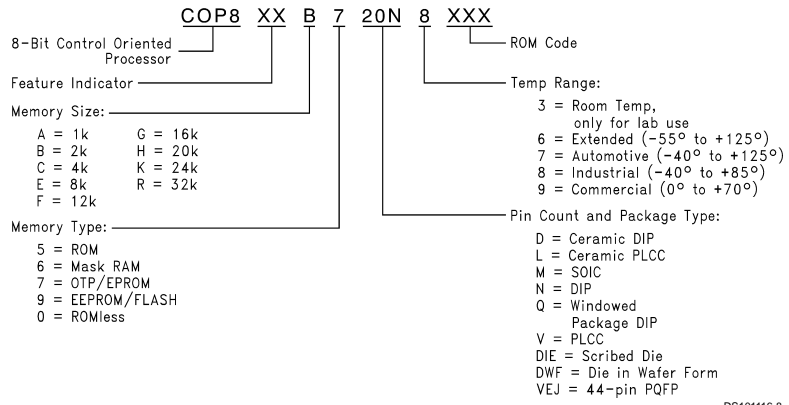 COP8 XX B 7 20N 8 XXX
8-Bit Control Oriented
Processor
Feature Indicator
Memory Size:
A = 1k G = 16k
B = 2k H = 20k
C = 4k K = 24k
E = 8k R = 32k
F = 12k
Memory Type:
5 = ROM
6 = Mask RAM
7 = OTP/EPROM
9 = EEPROM/FLASH
0 = ROMless
ROM Code
Temp Range:
3 = Room Temp,
only for lab use
6 = Extended (-55° to +125°)
7 = Automotive (-40° to +125°)
8 = Industrial (-40° to +85°)
9 = Commercial (0° to +70°)
Pin Count and Package Type:
D = Ceramic DIP
L = Ceramic PLCC
M = SOIC
N = DIP
Q = Windowed
Package DIP
V = PLCC
DIE = Scribed Die
DWF = Die in Wafer Form
VEJ = 44-pin PQFP